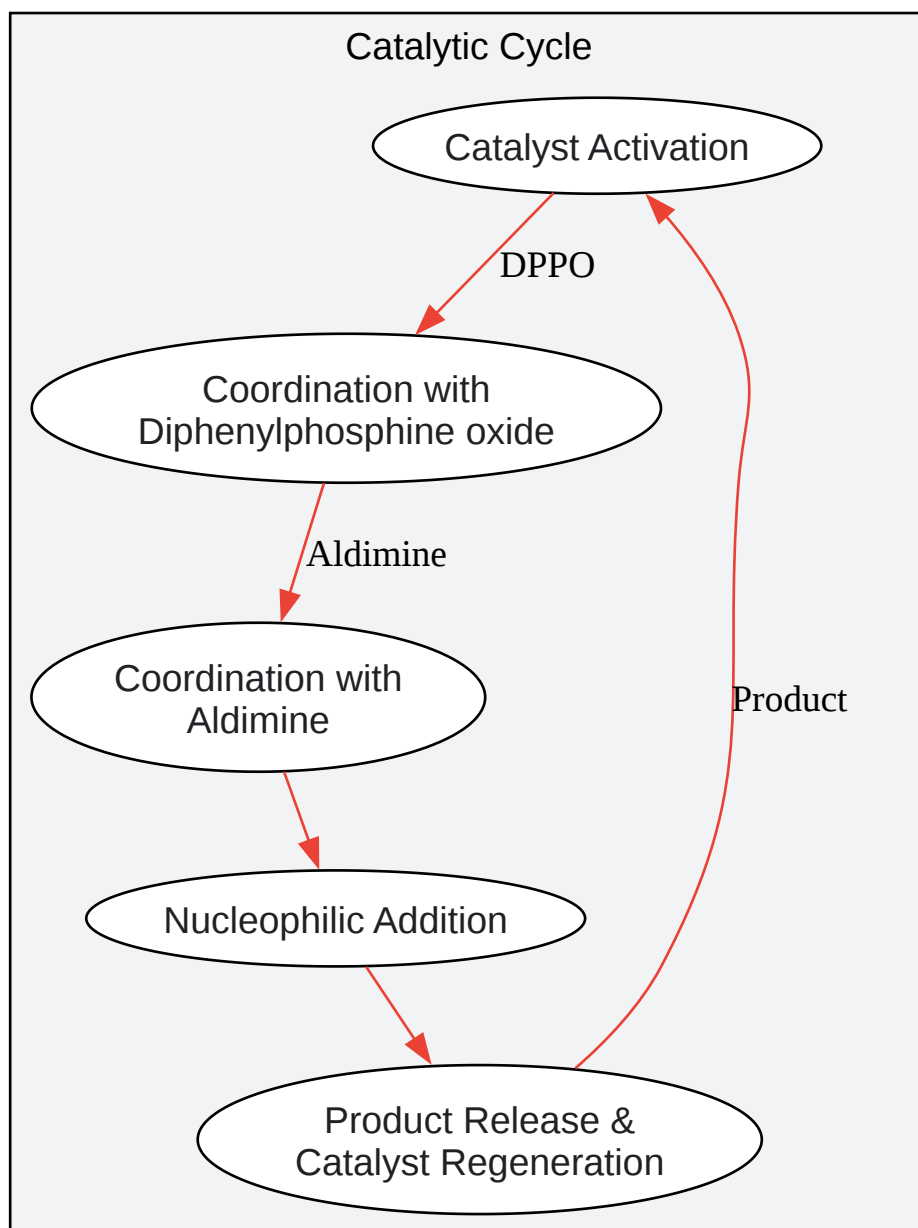 Catalytic Cycle
Catalyst Activation
DPPO
Coordination with
Diphenylphosphine oxide
Aldimine
Coordination with
Aldimine
Product
Nucleophilic Addition
Product Release &
Catalyst Regeneration